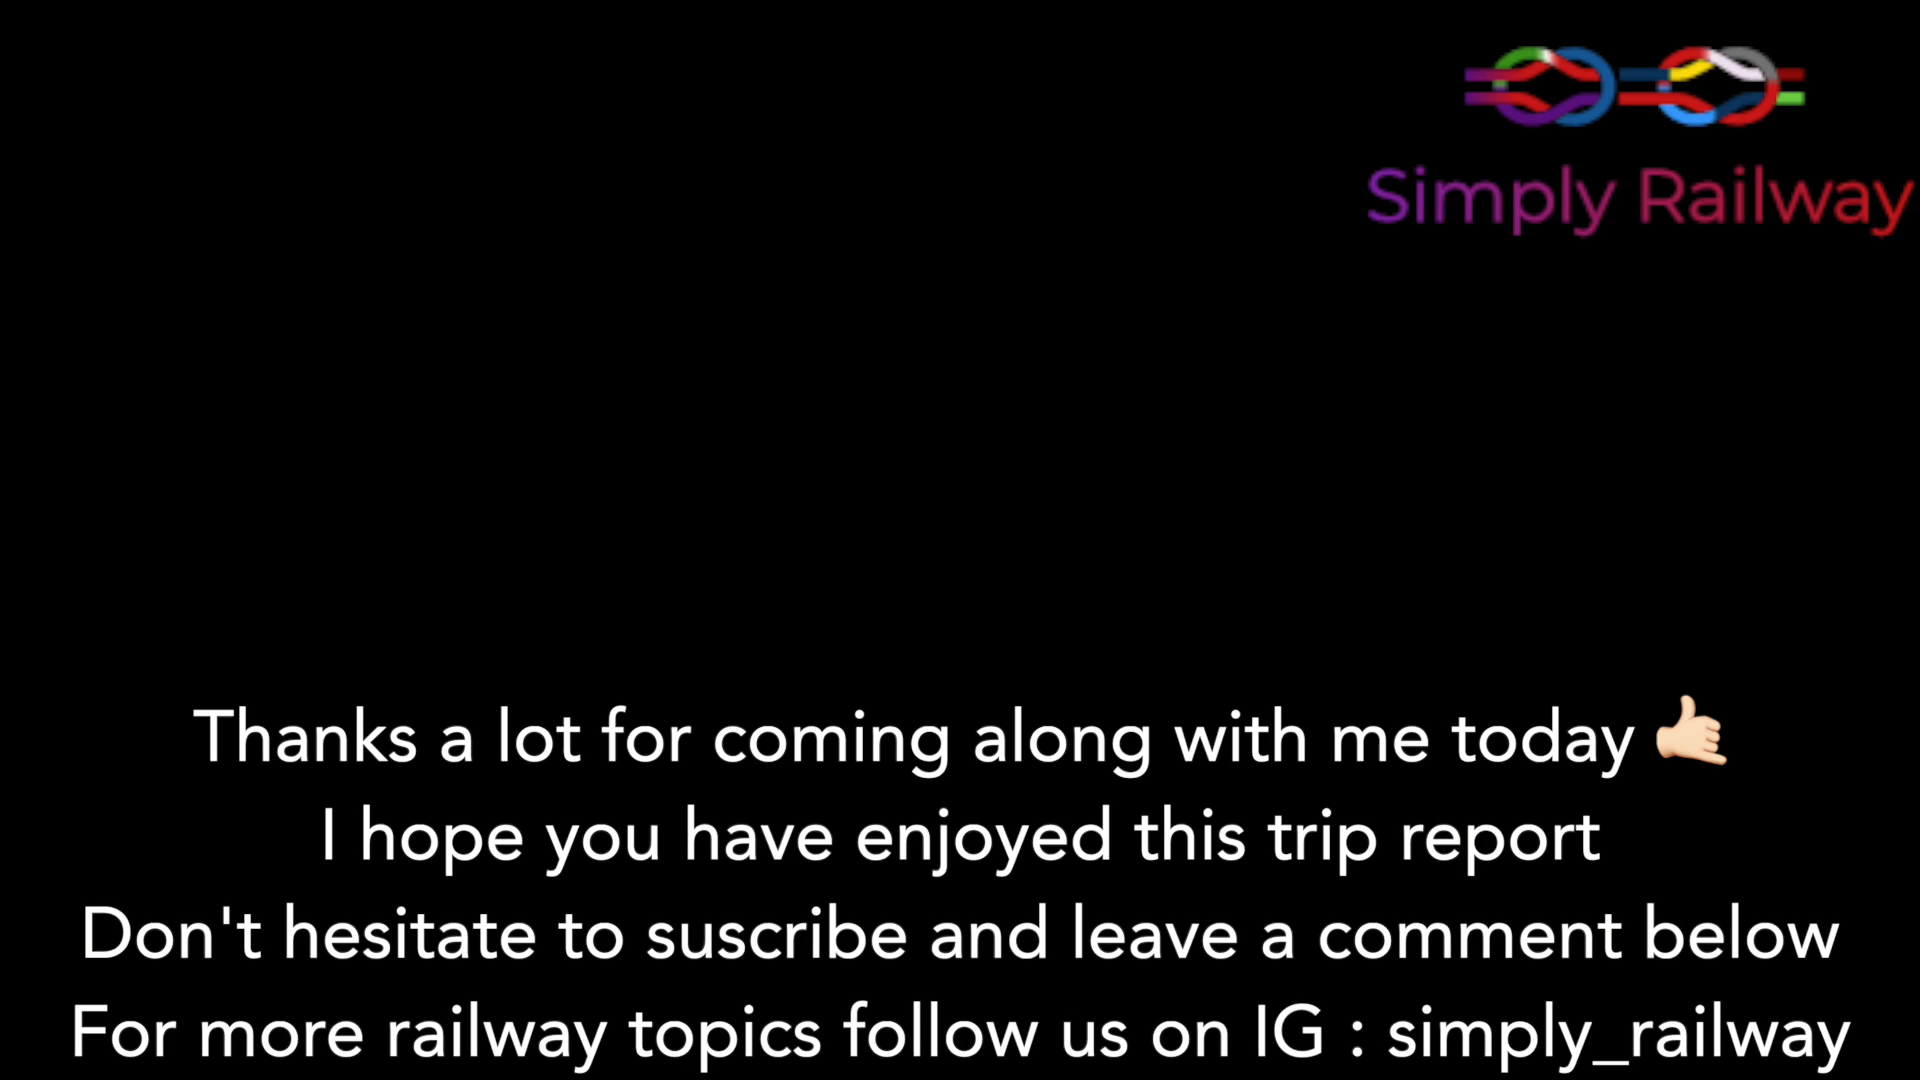 Simply Railway
Thanks a lot for coming along with me today 🤙🏻
I hope you have enjoyed this trip report
Don't hesitate to suscribe and leave a comment below
For more railway topics follow us on IG : simply_railway